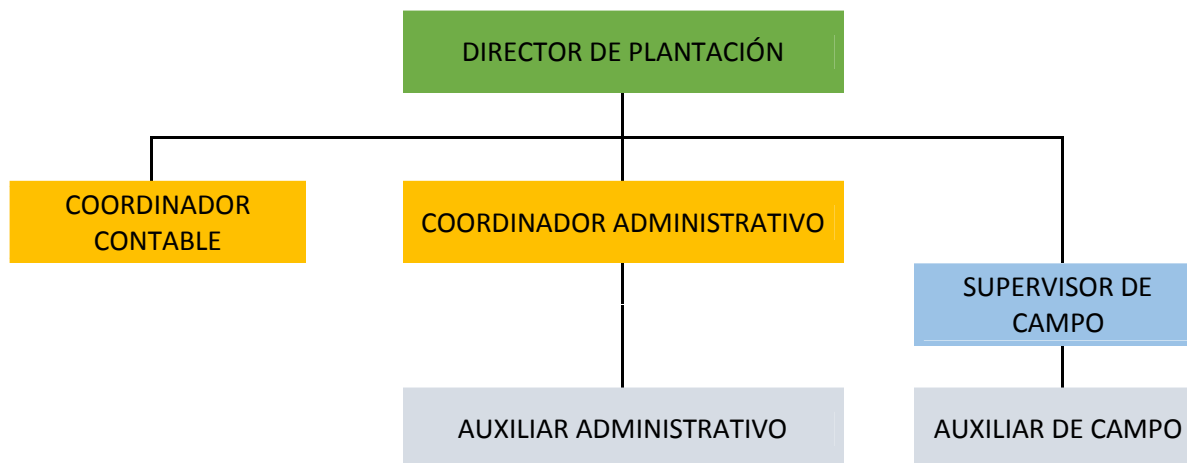 DIRECTOR DE PLANTACIÓN
COORDINADOR
CONTABLE
COORDINADOR ADMINISTRATIVO
SUPERVISOR DE
CAMPO
AUXILIAR ADMINISTRATIVO
AUXILIAR DE CAMPO